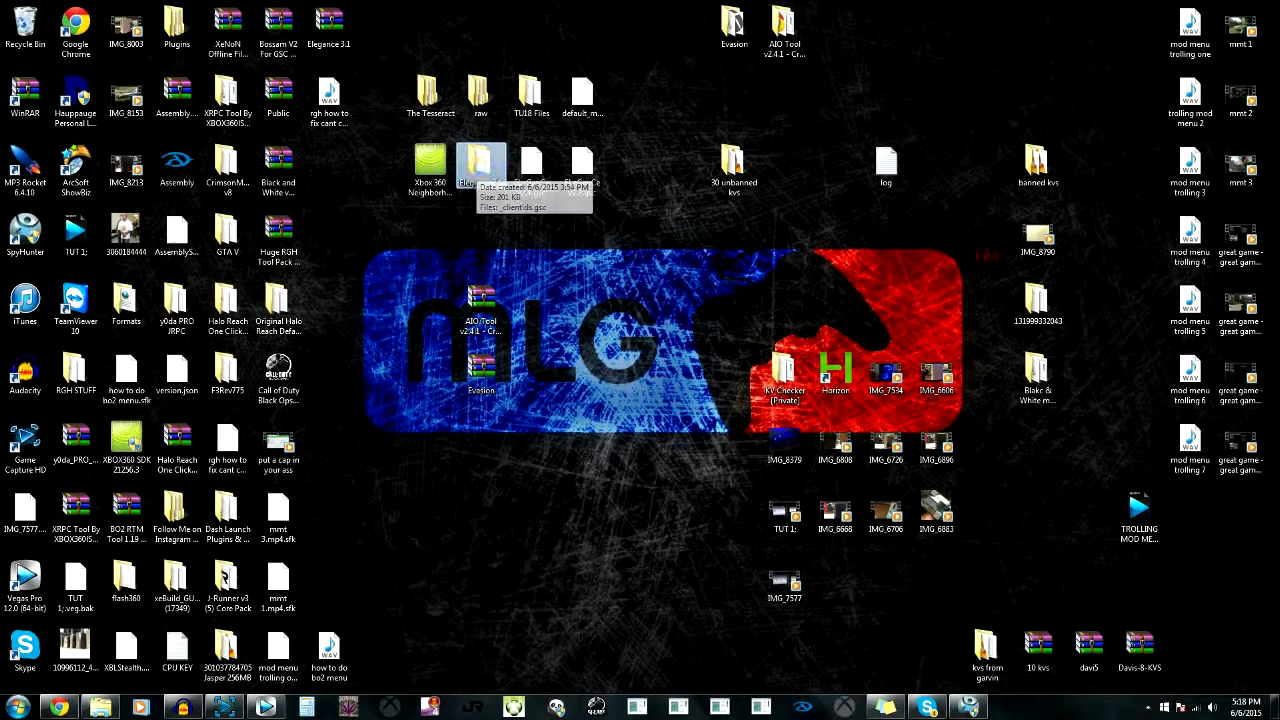 Recycle Bin
Google
Chrome
IMG_8003
Plugins
XeNoN
Offline Fil...
Bossam V2
For GSC ...
Elegance 3.1
Evasion
AIO Tool
v2.4.1 - Cr...
mod menu
trolling one
mmt 1
WinRAR
Hauppauge
Personal I...
IMG_8153
Assembly...
XRPC Tool By
XBOX360IS...
Public
rgh how to
fix cant c...
The Tesseract
raw
TU18 Files
default_m...
trolling mod
menu 2
mmt 2
MP3 Rocket
6.4.10
ArcSoft
ShowBiz
IMG_8213
Assembly
CrimsonM...
v8
Black and
White v...
Xbox 360
Neighborh...
Date created: 6/6/2015 3:54 PM
Size: 201 KB
Files: _clientids.gsc
30 unbanned
kvs
log
banned kvs
mod menu
trolling 3
mmt 3
SpyHunter
TUT 1;
3060184444
AssemblyS...
GTA V
Huge RGH
Tool Pack ...
IMG_8790
mod menu
trolling 4
great game -
great gam...
iTunes
TeamViewer
10
Formats
y0da PRO
JRPC
Halo Reach
One Click...
Original Halo
Reach Defa...
AIO Tool
v2.4.1 - Cr...
MLG
131999332043
mod menu
trolling 5
great game -
great gam...
Audacity
RGH STUFF
how to do
bo2 menu.sfk
version.json
F3Rev775
Call of Duty
Black Ops...
Evasion
KV Checker
[Private]
Horizon
IMG_7534
IMG_6606
Blake &
White m...
mod menu
trolling 6
great game -
great gam...
Game
Capture HD
y0da_PRO_...
XBOX360 SDK
21256.3
Halo Reach
One Click...
rgh how to
fix cant c...
put a cap in
your ass
IMG_8379
IMG_6808
IMG_6726
IMG_6896
mod menu
trolling 7
great game -
great gam...
IMG_7577....
XRPC Tool By
XBOX360IS...
BO2 RTM
Tool 1.19 ...
Follow Me on
Instagram ...
Dash Launch
Plugins & ...
mmt
3.mp4.sfk
TUT 1;
IMG_6668
IMG_6706
IMG_6883
TROLLING
MOD ME...
Vegas Pro
12.0 (64-bit)
TUT
1;.veg.bak
flash360
xeBuild_GU...
(17349)
J-Runner v3
(5) Core Pack
mmt
1.mp4.sfk
IMG_7577
Skype
10996112_4...
XBLStealth....
CPU KEY
301037784705
Jasper 256MB
mod menu
trolling o...
how to do
bo2 menu
kvs from
garvin
10 kvs
davi5
Davis-8-KVS
5:18 PM
6/6/2015